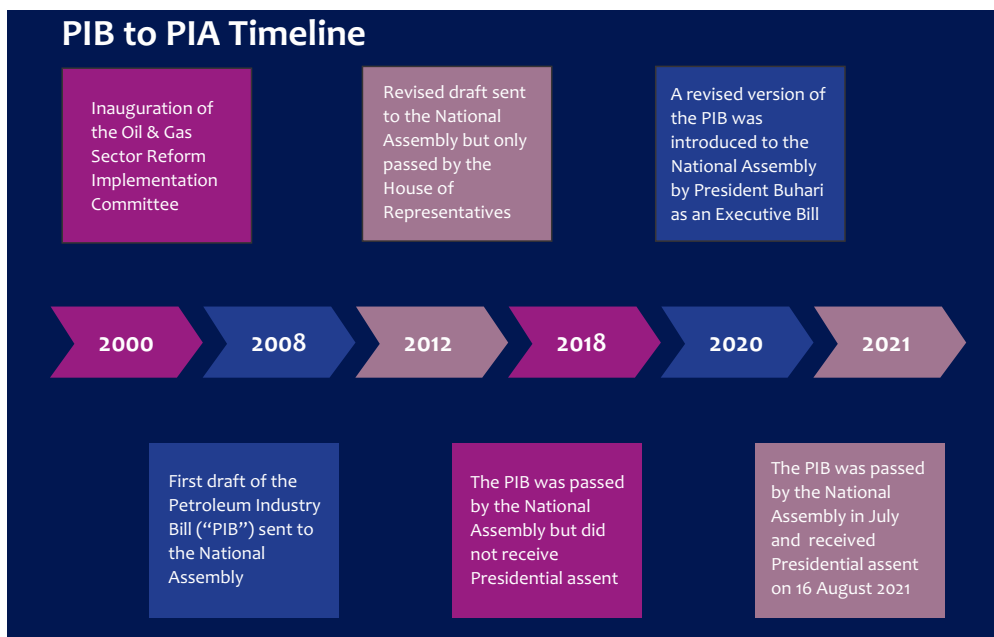 PIB to PIA Timeline
Inauguration of
the Oil & Gas
Sector Reform
Implementation
Committee
Revised draft sent
to the National
Assembly but only
passed by the
House of
Representatives
A revised version of
the PIB was
introduced to the
National Assembly
by President Buhari
as an Executive Bill
2000
2008
2012
2018
2020
2021
First draft of the
Petroleum Industry
Bill (“PIB”) sent to
the National
Assembly
The PIB was passed
by the National
Assembly but did
not receive
Presidential assent
The PIB was passed
by the National
Assembly in July
and received
Presidential assent
on 16 August 2021